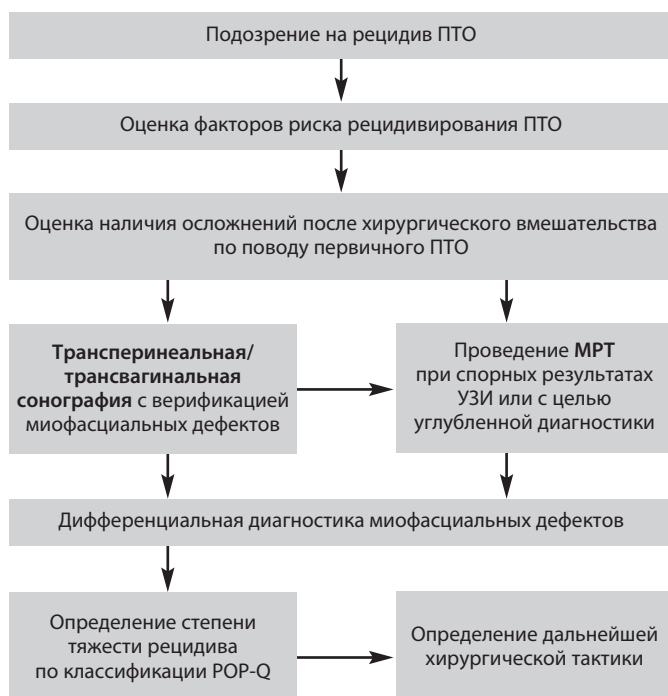 Подозрение на рецидив ПТО
Оценка факторов риска рецидивирования ПТО
Оценка наличия осложнений после хирургического вмешательства
по поводу первичного ПТО
Трансперинеальная/
трансвагинальная
сонография с верификацией
миофасциальных дефектов
Проведение МРТ
при спорных результатах
УЗИ или с целью
углубленной диагностики
Дифференциальная диагностика миофасциальных дефектов
Определение степени
тяжести рецидива
по классификации POP-Q
Определение дальнейшей
хирургической тактики